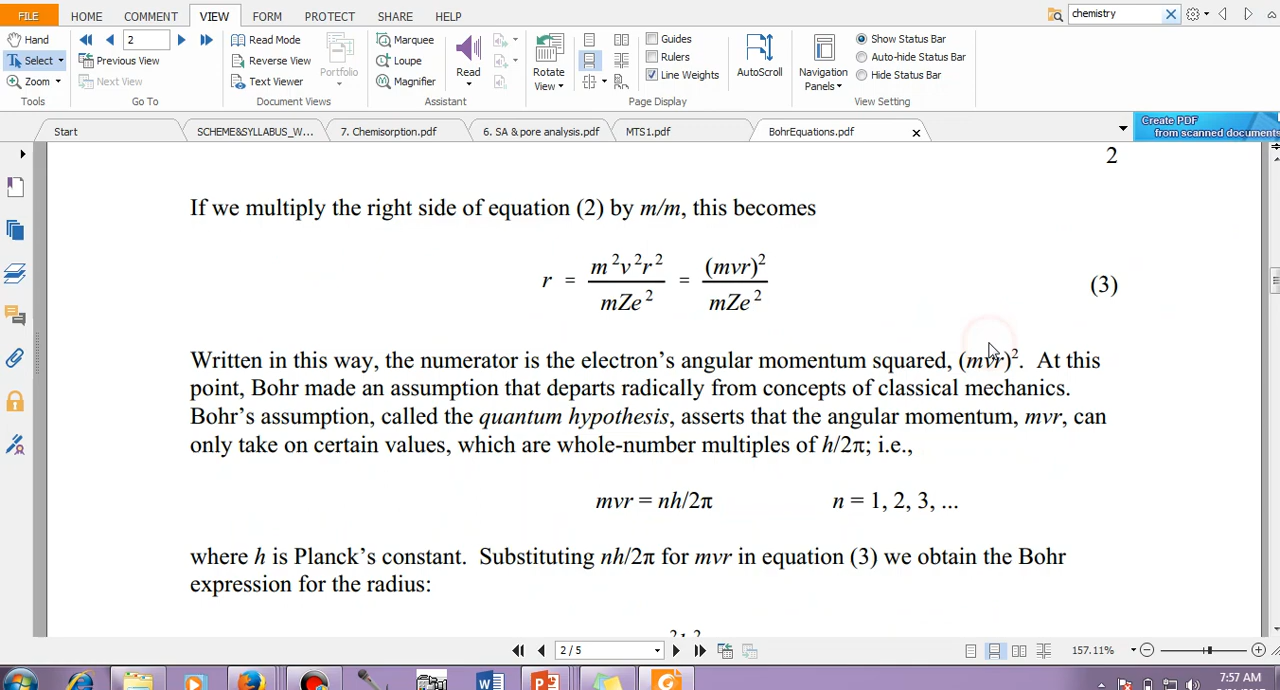 FILE HOME COMMENT VIEW FORM PROTECT SHARE HELP chemistry
Hand 2 Read Mode Marquee Guides Show Status Bar
Select Previous View Reverse View Portfolio Loupe Read Rotate View Rulers AutoScroll Navigation Panels Auto-hide Status Bar
Zoom Next View Text Viewer Magnifier Line Weights Hide Status Bar
Tools Go To Document Views Assistant Page Display View Setting
Start SCHEME&SYLLABUS_W... 7. Chemisorption.pdf 6. SA & pore analysis.pdf MTS1.pdf BohrEquations.pdf Create PDF
from scanned documents
2
If we multiply the right side of equation (2) by m/m, this becomes
r = m²v²r² / mZe² = (mvr)² / mZe² (3)
Written in this way, the numerator is the electron's angular momentum squared, (mvr)². At this
point, Bohr made an assumption that departs radically from concepts of classical mechanics.
Bohr's assumption, called the quantum hypothesis, asserts that the angular momentum, mvr, can
only take on certain values, which are whole-number multiples of h/2π; i.e.,
mvr = nh/2π n = 1, 2, 3, ...
where h is Planck's constant. Substituting nh/2π for mvr in equation (3) we obtain the Bohr
expression for the radius:
2 / 5 157.11%
7:57 AM